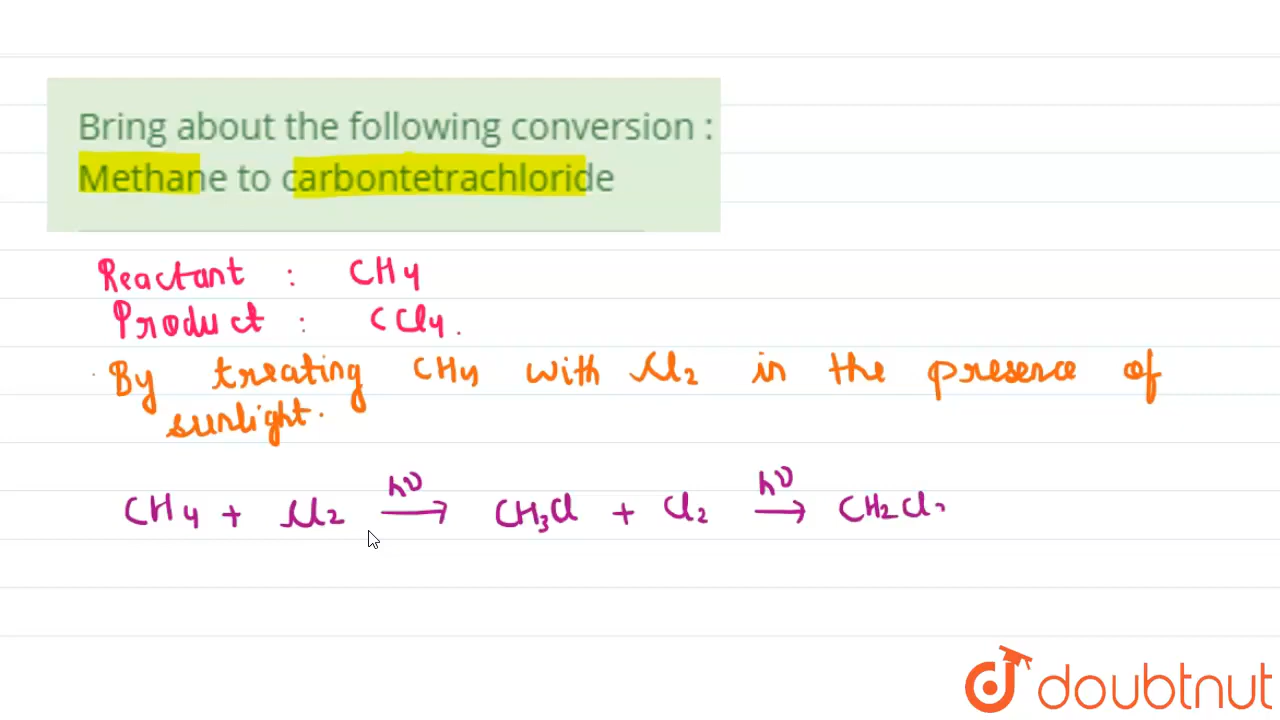 Bring about the following conversion :
Methane to carbontetrachloride
Reactant : CH4
Product : CCl4.
By treating CH4 with Cl2 in the presence of
sunlight.
CH4 + Cl2 hν → CH3Cl + Cl2 hν → CH2Cl2
doubtnut